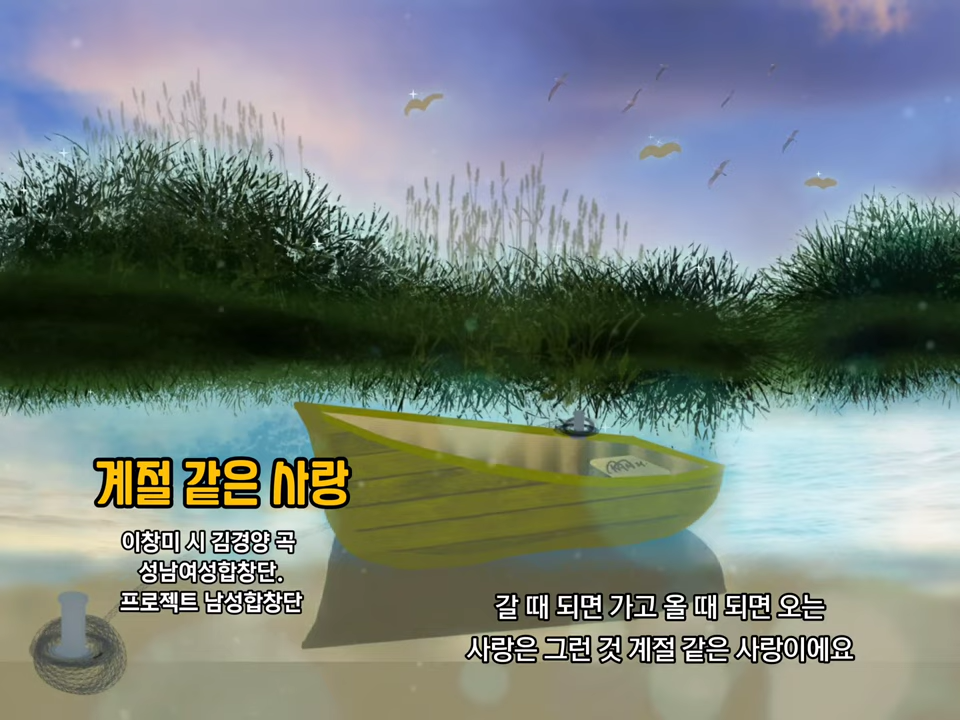 계절 같은 사랑
이창미 시 김경양 곡
성남여성합창단.
프로젝트 남성합창단
갈 때 되면 가고 올 때 되면 오는
사랑은 그런 것 계절 같은 사랑이에요